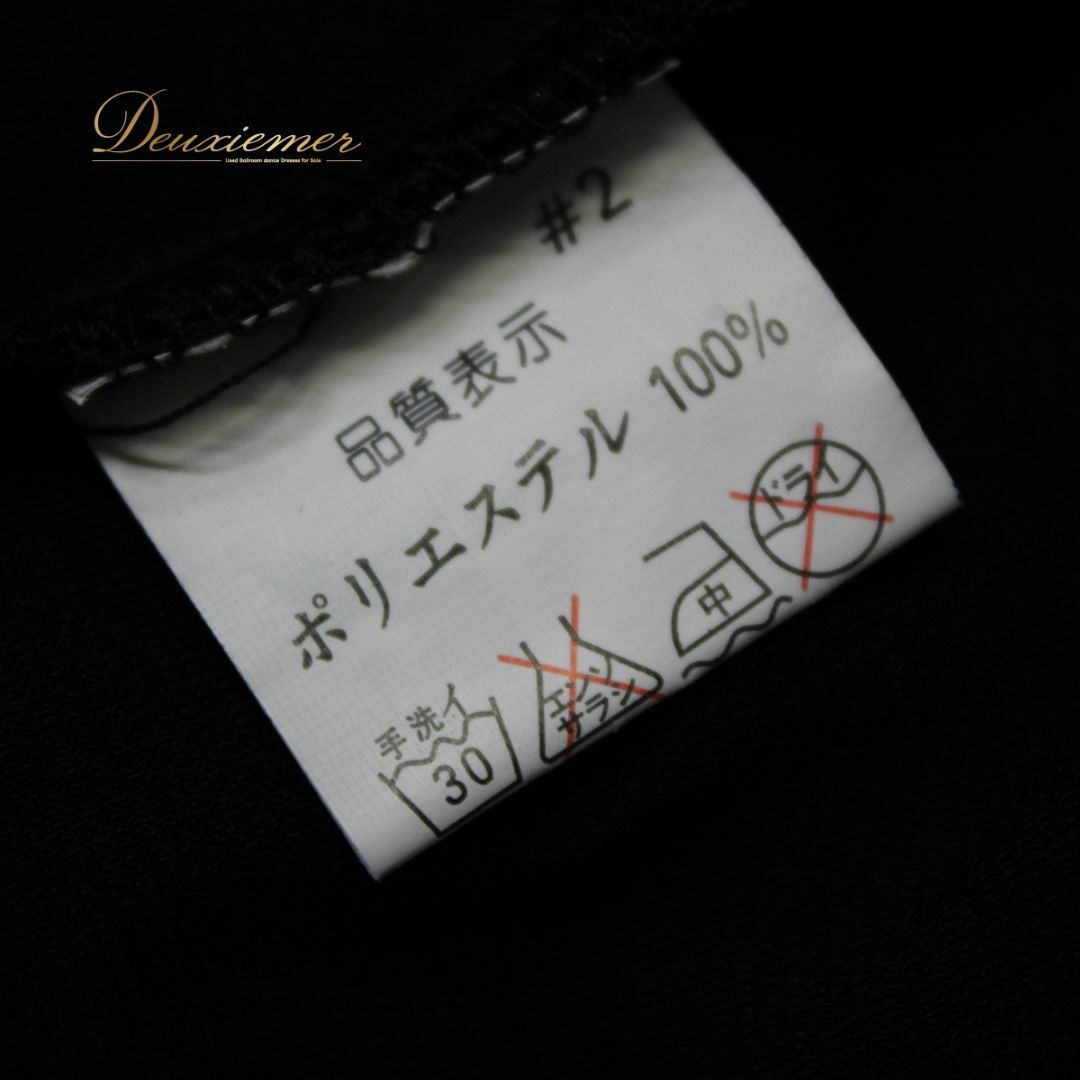 Deuxiemer
Used Ballroom dance Dresses for Sale
#2
品質表示
ポリエステル 100%
手洗イ
30
エンソ
サラシ
中
ドライ